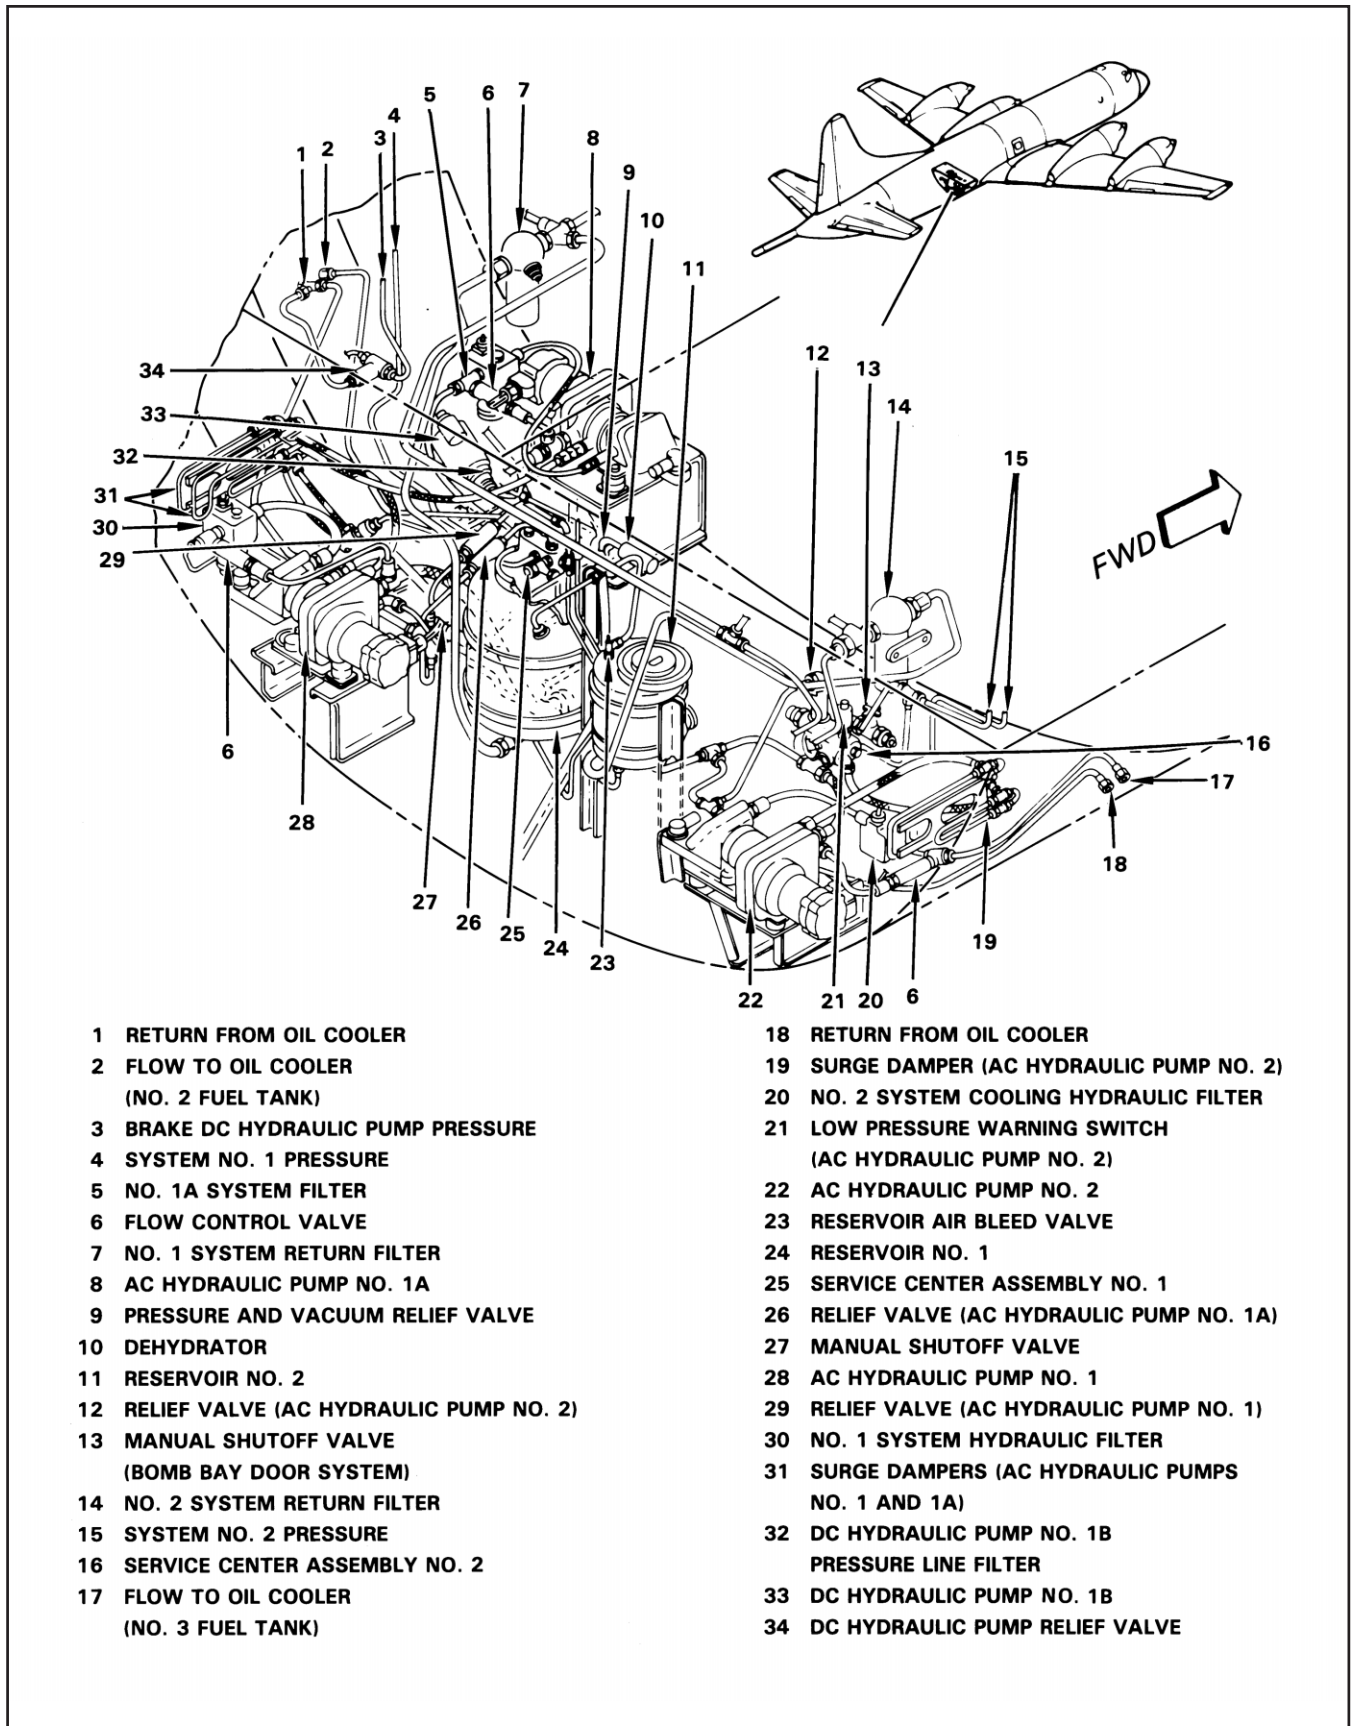 1
2
3
4
5
6
7
8
9
10
11
12
13
14
15
16
17
18
19
6
20
21
22
23
24
25
26
27
28
6
29
30
31
32
33
34
FWD
1 RETURN FROM OIL COOLER
2 FLOW TO OIL COOLER
(NO. 2 FUEL TANK)
3 BRAKE DC HYDRAULIC PUMP PRESSURE
4 SYSTEM NO. 1 PRESSURE
5 NO. 1A SYSTEM FILTER
6 FLOW CONTROL VALVE
7 NO. 1 SYSTEM RETURN FILTER
8 AC HYDRAULIC PUMP NO. 1A
9 PRESSURE AND VACUUM RELIEF VALVE
10 DEHYDRATOR
11 RESERVOIR NO. 2
12 RELIEF VALVE (AC HYDRAULIC PUMP NO. 2)
13 MANUAL SHUTOFF VALVE
(BOMB BAY DOOR SYSTEM)
14 NO. 2 SYSTEM RETURN FILTER
15 SYSTEM NO. 2 PRESSURE
16 SERVICE CENTER ASSEMBLY NO. 2
17 FLOW TO OIL COOLER
(NO. 3 FUEL TANK)
18 RETURN FROM OIL COOLER
19 SURGE DAMPER (AC HYDRAULIC PUMP NO. 2)
20 NO. 2 SYSTEM COOLING HYDRAULIC FILTER
21 LOW PRESSURE WARNING SWITCH
(AC HYDRAULIC PUMP NO. 2)
22 AC HYDRAULIC PUMP NO. 2
23 RESERVOIR AIR BLEED VALVE
24 RESERVOIR NO. 1
25 SERVICE CENTER ASSEMBLY NO. 1
26 RELIEF VALVE (AC HYDRAULIC PUMP NO. 1A)
27 MANUAL SHUTOFF VALVE
28 AC HYDRAULIC PUMP NO. 1
29 RELIEF VALVE (AC HYDRAULIC PUMP NO. 1)
30 NO. 1 SYSTEM HYDRAULIC FILTER
31 SURGE DAMPERS (AC HYDRAULIC PUMPS
NO. 1 AND 1A)
32 DC HYDRAULIC PUMP NO. 1B
PRESSURE LINE FILTER
33 DC HYDRAULIC PUMP NO. 1B
34 DC HYDRAULIC PUMP RELIEF VALVE